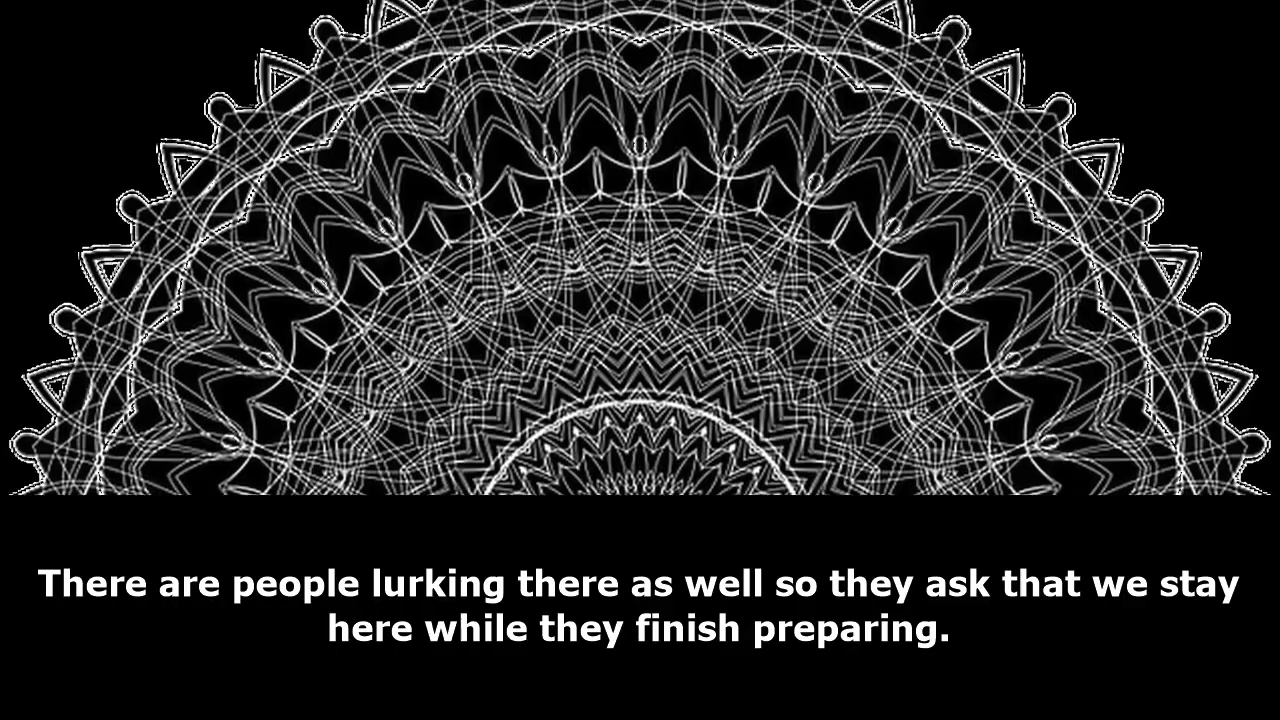 There are people lurking there as well so they ask that we stay
here while they finish preparing.